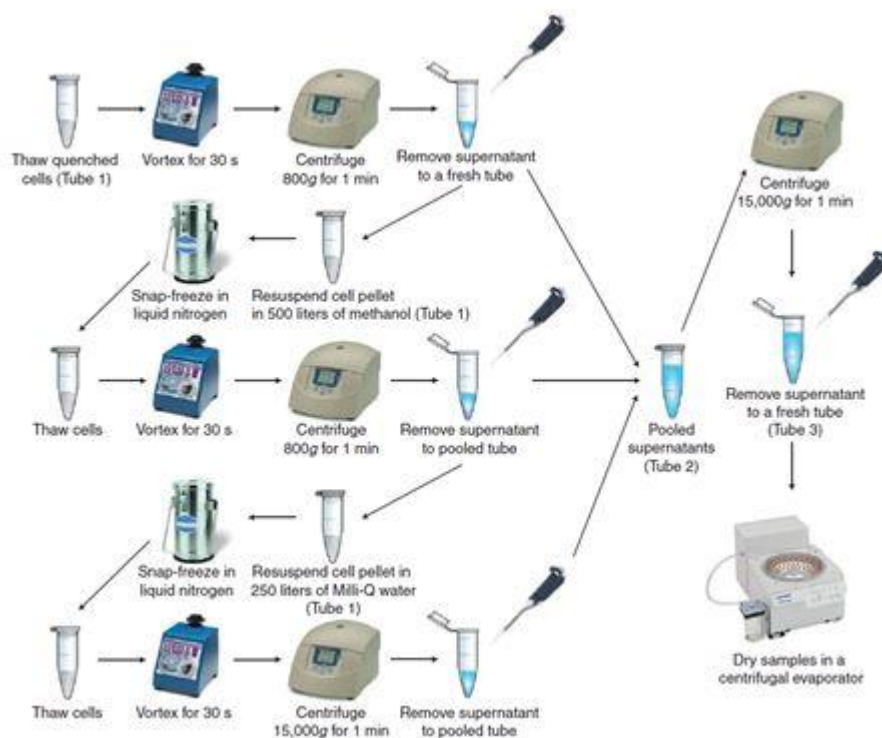 Thaw quenched
cells (Tube 1)
Vortex for 30 s
Centrifuge
800g for 1 min
Remove supernatant
to a fresh tube
Centrifuge
15,000g for 1 min
Snap-freeze in
liquid nitrogen
Resuspend cell pellet
in 500 liters of methanol (Tube 1)
Thaw cells
Vortex for 30 s
Centrifuge
800g for 1 min
Remove supernatant
to pooled tube
Pooled
supernatants
(Tube 2)
Remove supernatant
to a fresh tube
(Tube 3)
Snap-freeze in
liquid nitrogen
Resuspend cell pellet in
250 liters of Milli-Q water
(Tube 1)
Thaw cells
Vortex for 30 s
Centrifuge
15,000g for 1 min
Remove supernatant
to pooled tube
Dry samples in a
centrifugal evaporator